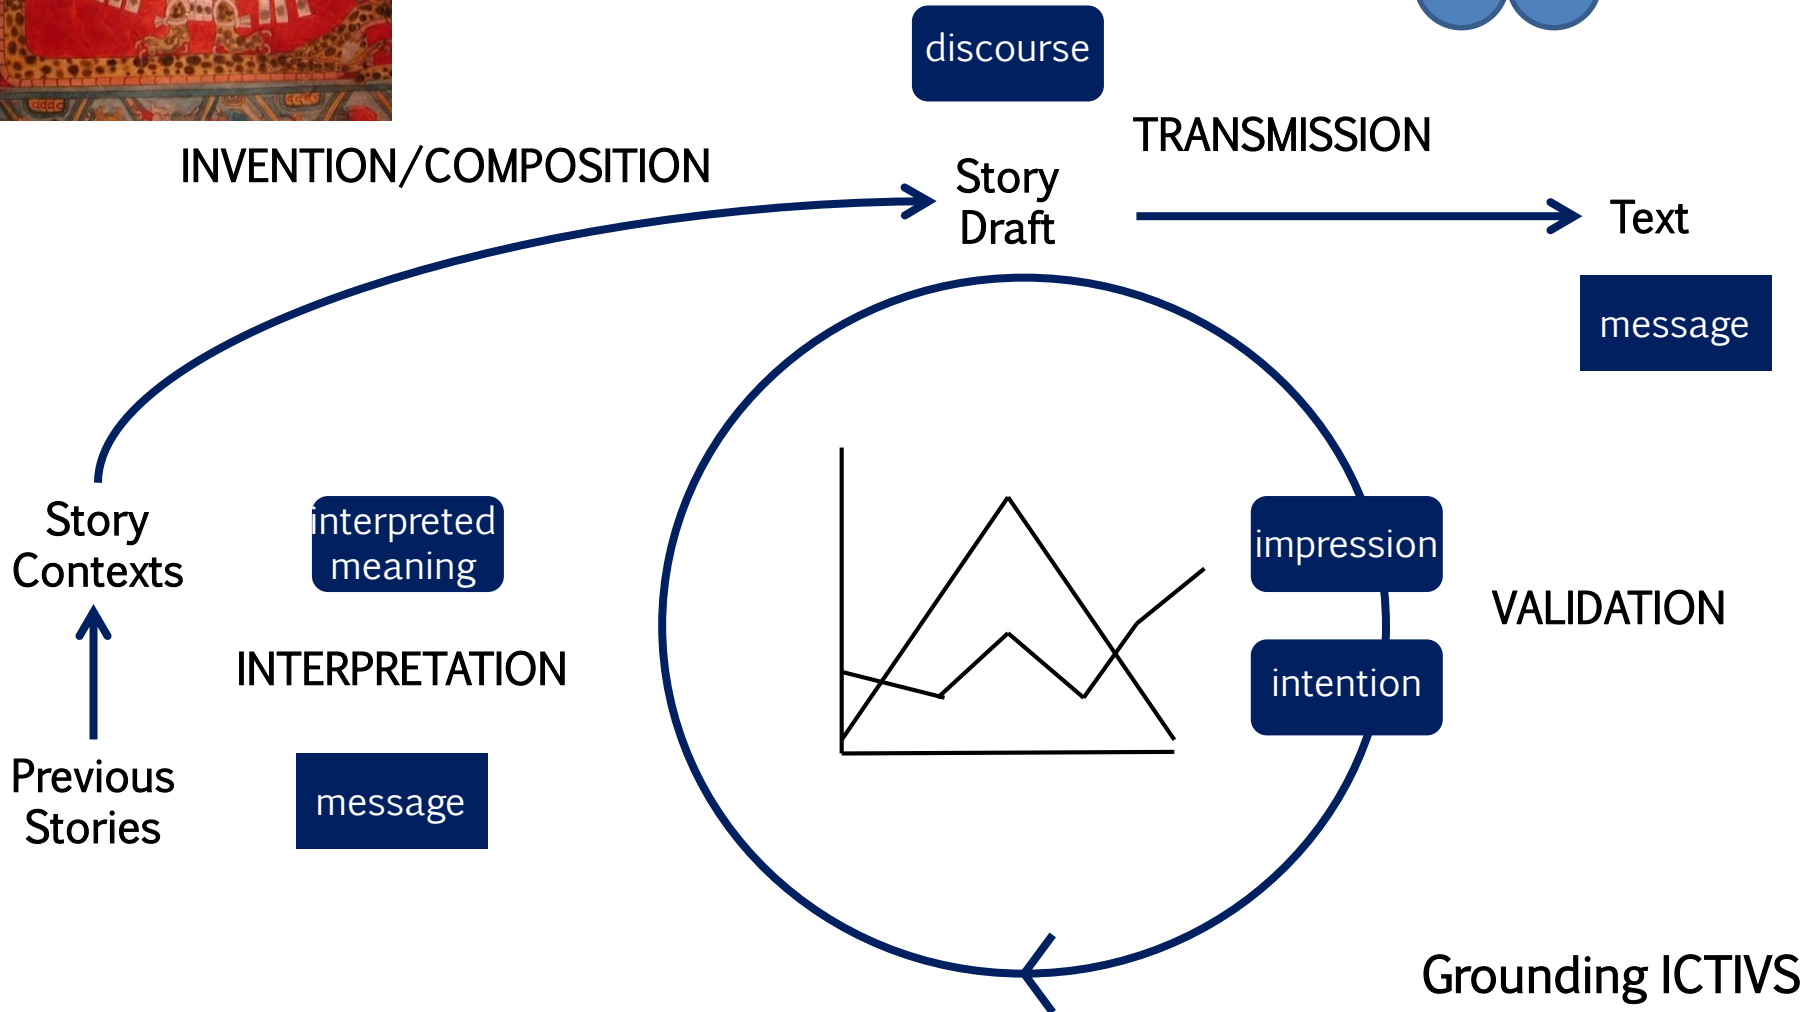 discourse
TRANSMISSION
INVENTION/COMPOSITION
Story
Draft
Text
message
Story
Contexts
interpreted
meaning
impression
VALIDATION
INTERPRETATION
intention
Previous
Stories
message
Grounding ICTIVS